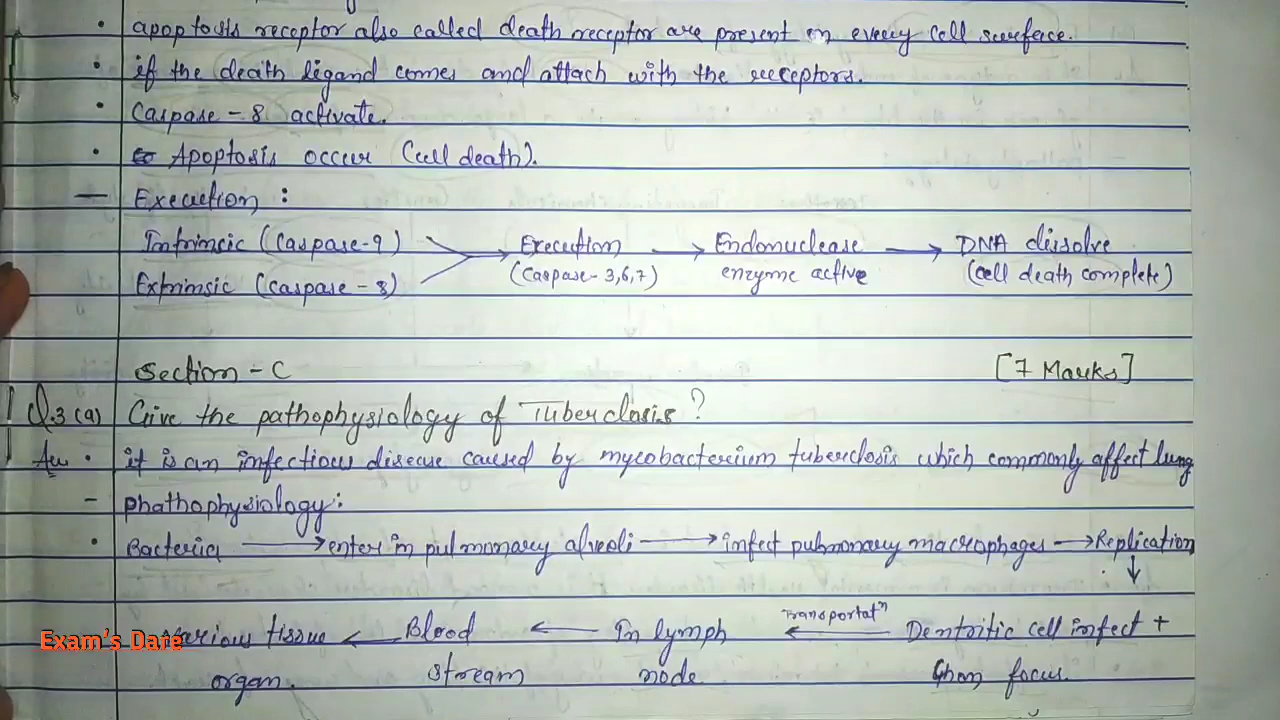 • apoptosis receptor also called death receptor are present on every cell surface.
• if the death ligand comes and attach with the receptors.
• Caspase - 8 activate.
• Apoptosis occur (cell death).
— Execution :
Intrinsic (Caspase-9) → Execution → Endonuclease → DNA dissolve
Extrinsic (Caspase - 8) (Caspase- 3,6,7) enzyme active (cell death complete)
Section - C [7 Marks]
Q.3 (a) Give the pathophysiology of Tuberclosis ?
Ans • it is an infectious disease caused by mycobacterium tuberclosis which commonly affect lung
- Phathophysiology:
• Bacteria → enter in pulmonary alveoli → infect pulmonary macrophages → Replication
↓
Exam's Dare tissue ← Blood ← In lymph ← Transportatⁿ Dentritic cell infect +
organ. stream node Ghon focus.